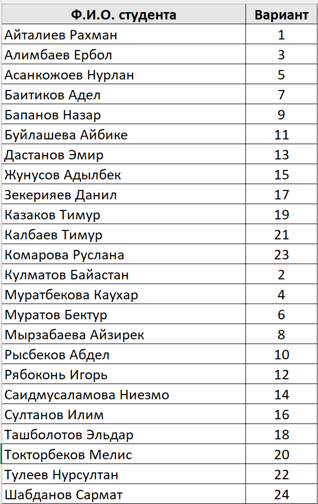 Ф.И.О. студента Вариант
Айталиев Рахман 1
Алимбаев Ербол 3
Асанкожоев Нурлан 5
Баитиков Адел 7
Бапанов Назар 9
Буйлашева Айбике 11
Дастанов Эмир 13
Жунусов Адылбек 15
Зекерияев Данил 17
Казаков Тимур 19
Калбаев Тимур 21
Комарова Руслана 23
Кулматов Байастан 2
Муратбекова Каухар 4
Муратов Бектур 6
Мырзабаева Айзирек 8
Рысбеков Абдел 10
Рябоконь Игорь 12
Саидмусаламова Ниезмо 14
Султанов Илим 16
Ташболотов Эльдар 18
Токторбеков Мелис 20
Тулеев Нурсултан 22
Шабданов Сармат 24